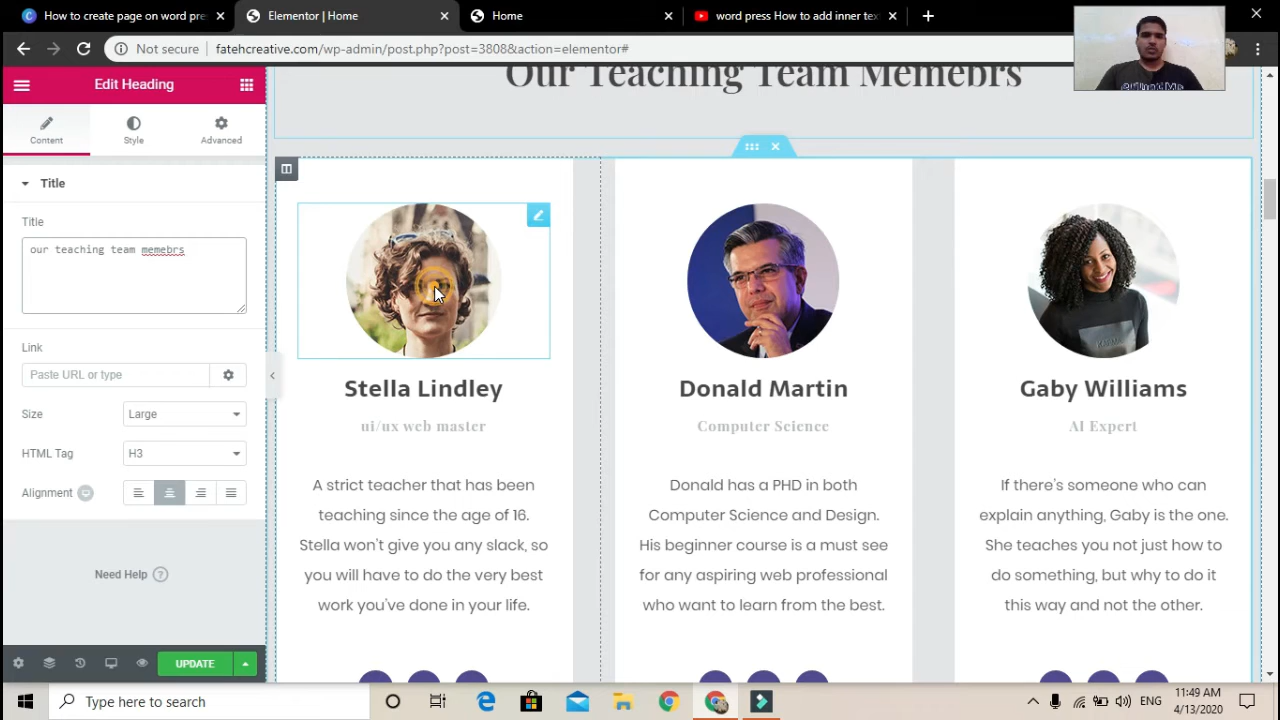 How to create page on word pres
Elementor | Home
Home
word press How to add inner tex
Not secure
fatehcreative.com/wp-admin/post.php?post=3808&action=elementor#
Edit Heading
Content
Style
Advanced
Title
Title
our teaching team memebrs
Link
Paste URL or type
Size
Large
HTML Tag
H3
Alignment
Need Help
UPDATE
Our Teaching Team Memebrs
Stella Lindley
ui/ux web master
A strict teacher that has been
teaching since the age of 16.
Stella won't give you any slack, so
you will have to do the very best
work you've done in your life.
Donald Martin
Computer Science
Donald has a PHD in both
Computer Science and Design.
His beginner course is a must see
for any aspiring web professional
who want to learn from the best.
Gaby Williams
AI Expert
If there's someone who can
explain anything, Gaby is the one.
She teaches you not just how to
do something, but why to do it
this way and not the other.
Type here to search
ENG
11:49 AM
4/13/2020